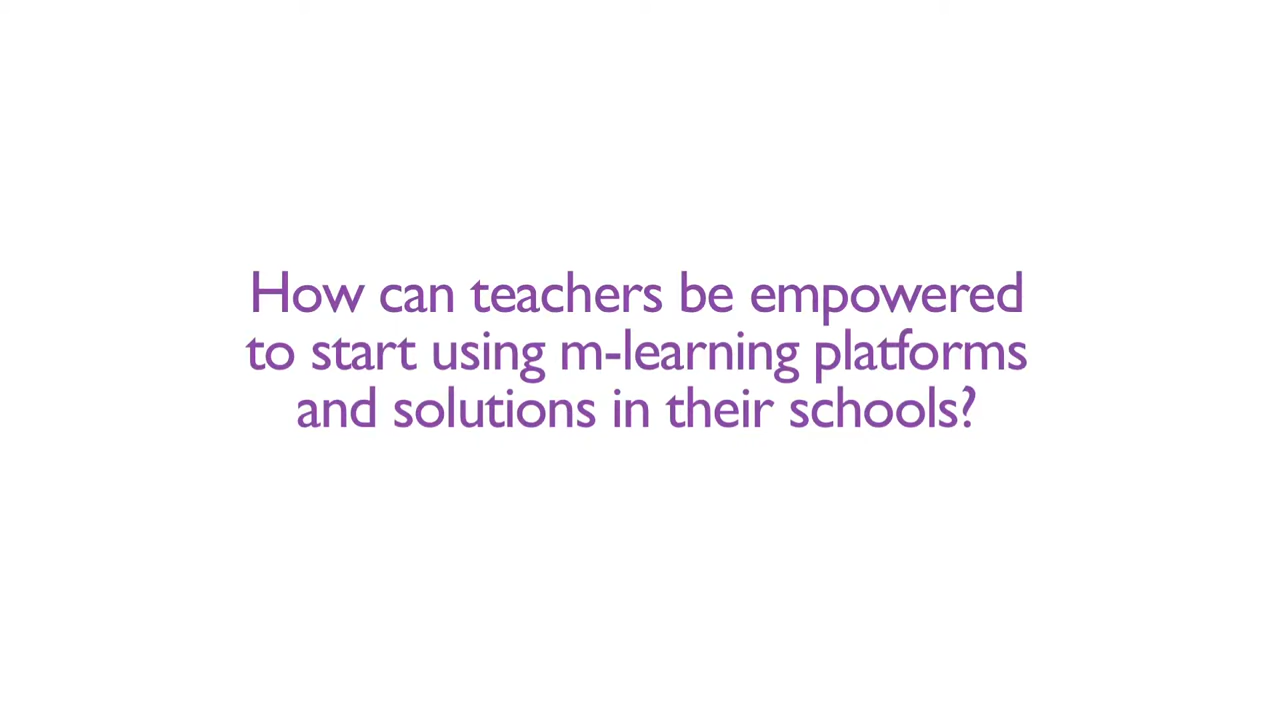 How can teachers be empowered
to start using m-learning platforms
and solutions in their schools?